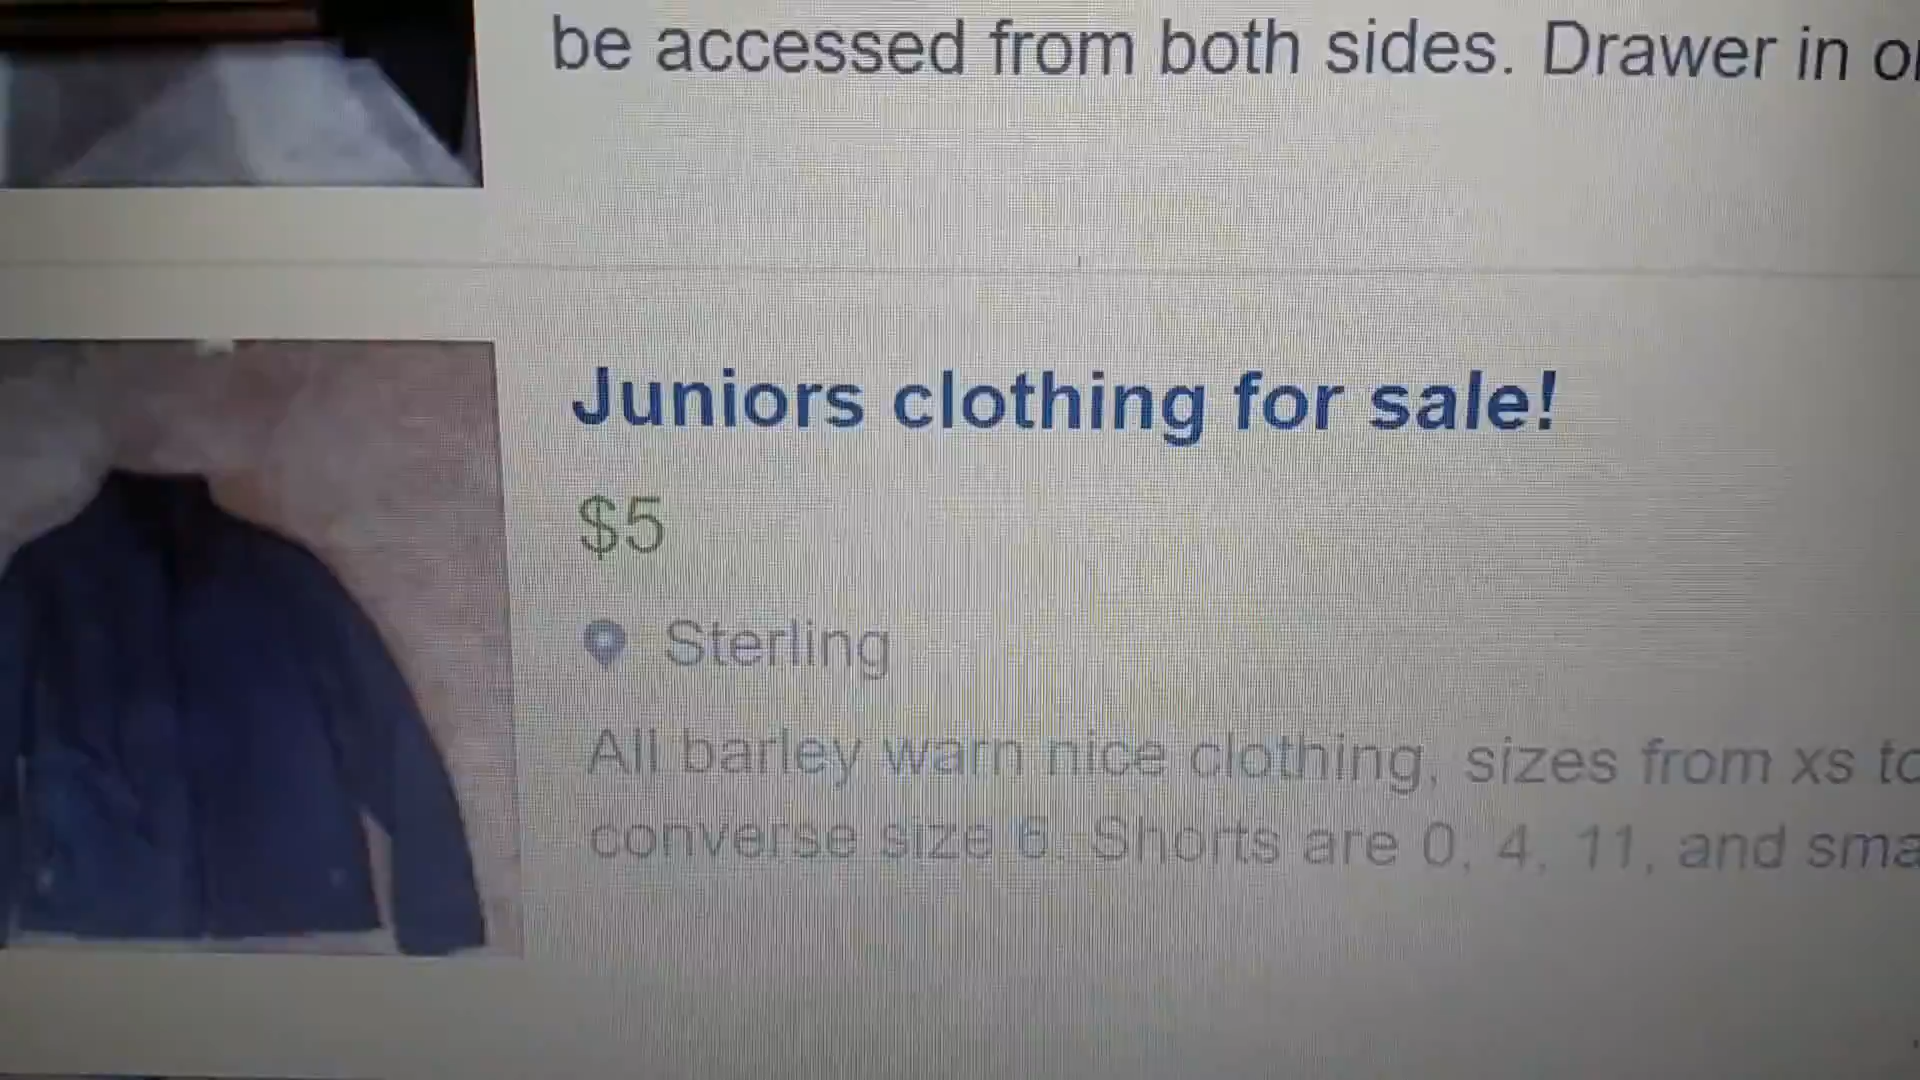 be accessed from both sides. Drawer in
Juniors clothing for sale!
$5
Sterling
All barley warn nice clothing, sizes from xs to
converse size 6. Shorts are 0, 4, 11, and